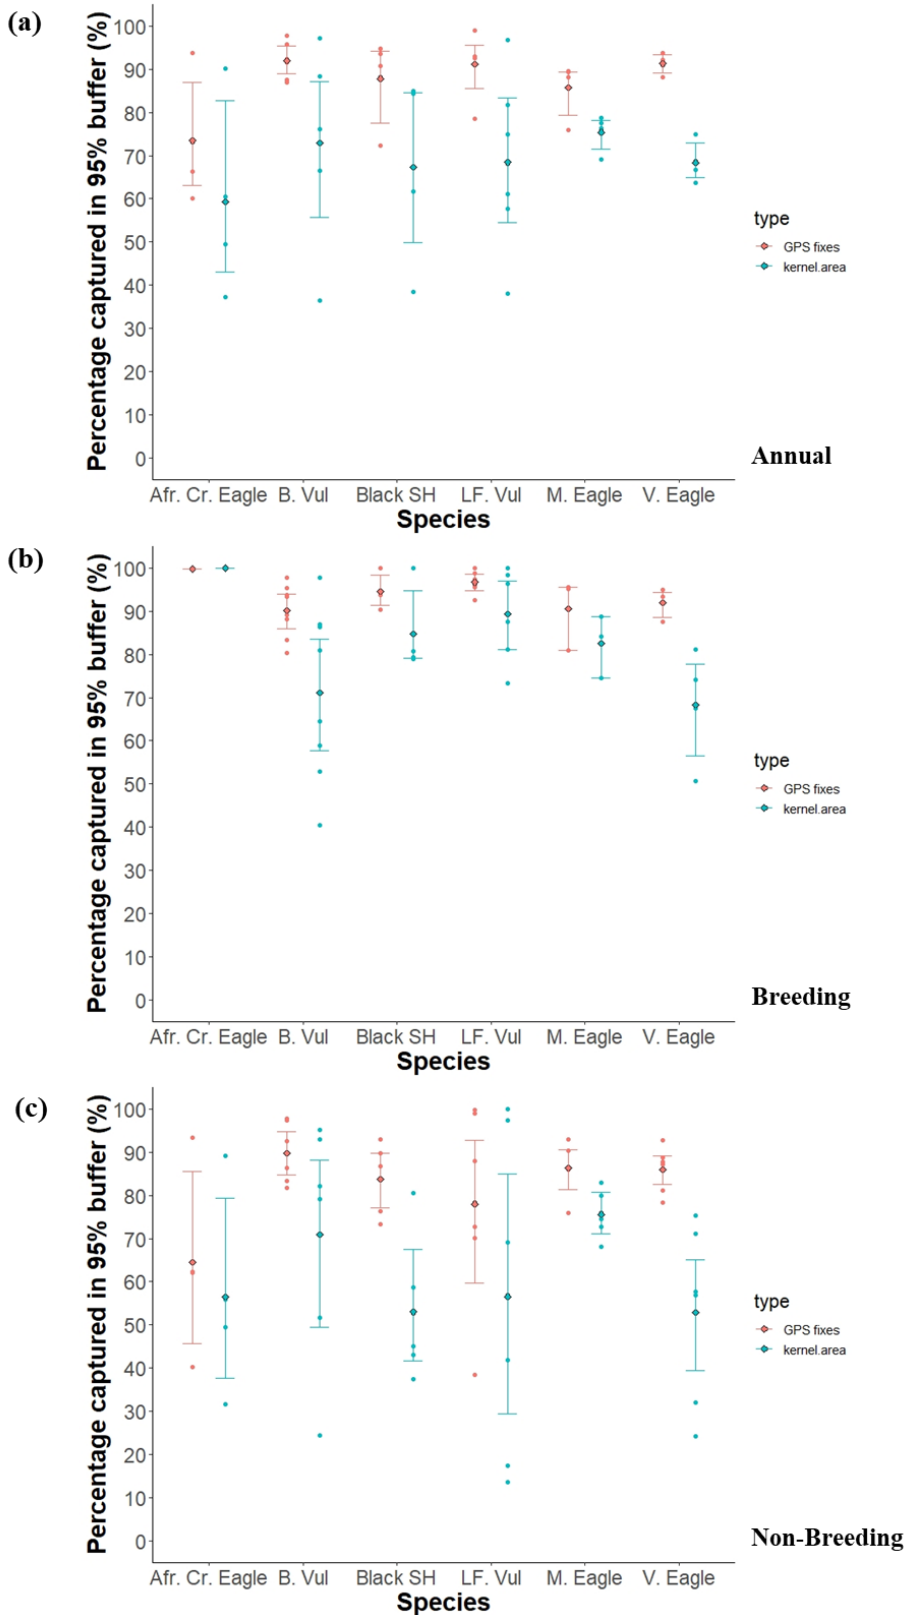 (a)
Percentage captured in 95% buffer (%)
100
90
80
70
60
50
40
30
20
10
0
Afr. Cr. Eagle B. Vul Black SH LF. Vul M. Eagle V. Eagle
Species
type
GPS fixes
kernel.area
Annual
(b)
Percentage captured in 95% buffer (%)
100
90
80
70
60
50
40
30
20
10
0
Afr. Cr. Eagle B. Vul Black SH LF. Vul M. Eagle V. Eagle
Species
type
GPS fixes
kernel.area
Breeding
(c)
Percentage captured in 95% buffer (%)
100
90
80
70
60
50
40
30
20
10
0
Afr. Cr. Eagle B. Vul Black SH LF. Vul M. Eagle V. Eagle
Species
type
GPS fixes
kernel.area
Non-Breeding